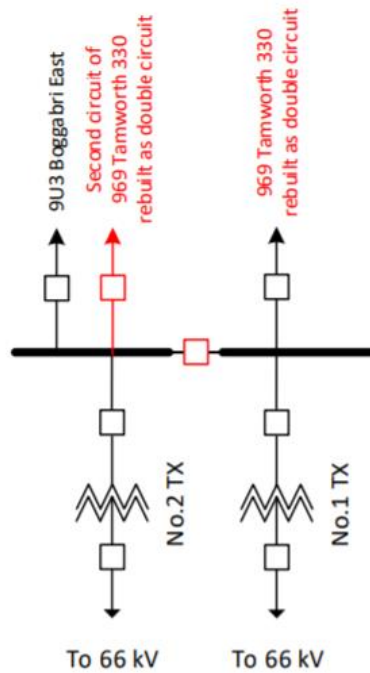 9U3 Boggabri East
Second circuit of
969 Tamworth 330
rebuilt as double circuit
969 Tamworth 330
rebuilt as double circuit
No.2 TX
No.1 TX
To 66 kV
To 66 kV